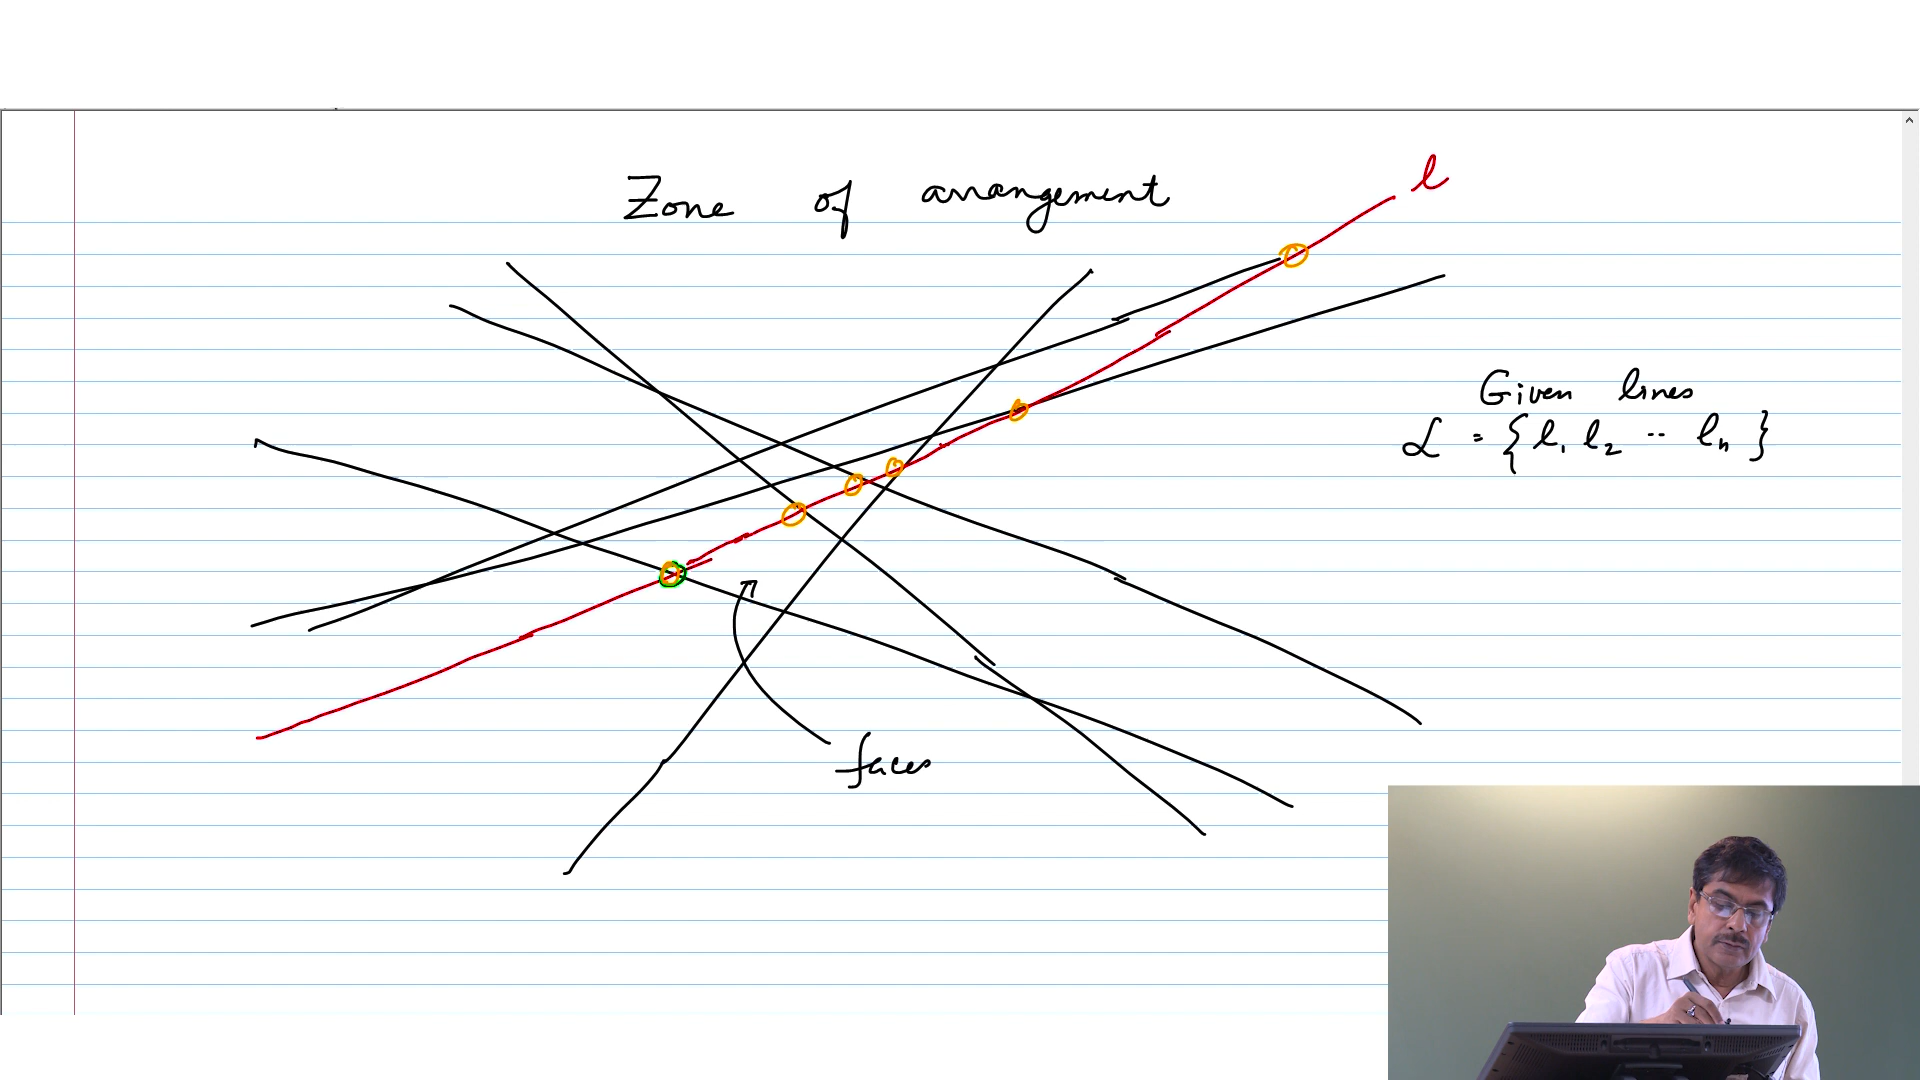 Zone of arrangement
l
Given lines
L = { l₁ l₂ .. lₙ }
faces